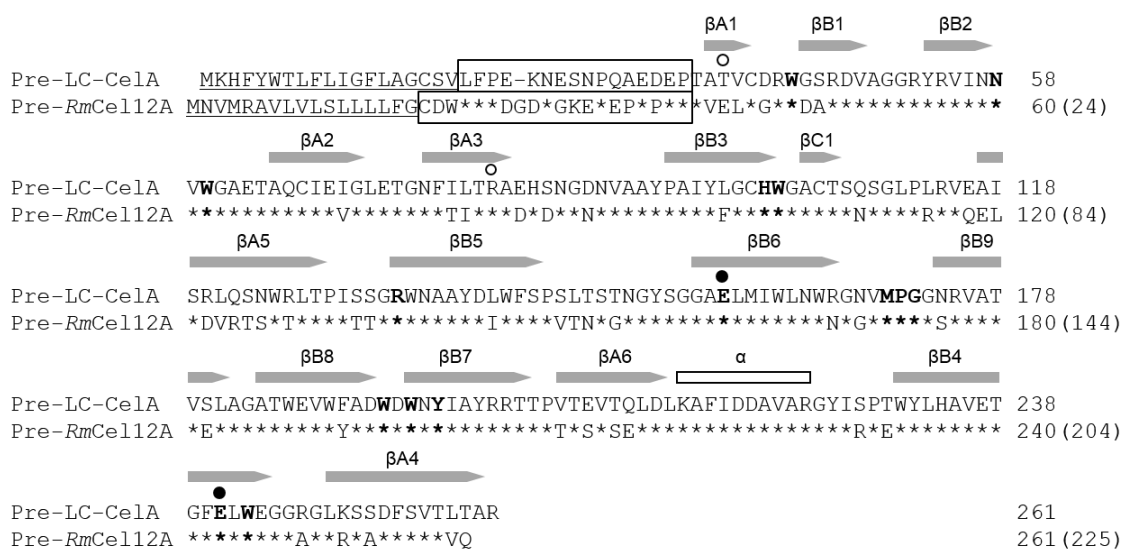 βA1 βB1 βB2
Pre-LC-CelA MKHFYWTLFLIGFLAGCSVLFPE-KNESNPQAEDEPTATVCDRWGSRDVAGGRYRVINN 58
Pre-RmCel12A MNVMRAVLVLSLLLLFGCDW***DGD*GKE*EP*P***VEL*G**DA************* 60(24)
βA2 βA3 βB3 βC1
Pre-LC-CelA VWGAETAQCIEIGLETGNFILTRAEHSNGDNVAAYPAIYLGCHWGACTSQSGLPLRVEAI 118
Pre-RmCel12A ***********V*******TI***D*D**N*********F*********N****R**QEL 120(84)
βA5 βB5 βB6 βB9
Pre-LC-CelA SRLQSNWRLTPISSGRWNAAYDLWFSPSLTSTNGYSGGAELMIWLNWRGNVMPGGNRVAT 178
Pre-RmCel12A *DVRTS*T****TT********I****VTN*G***************N*G*****S**** 180(144)
βB8 βB7 βA6 α βB4
Pre-LC-CelA VSLAGATWEVWFADWDWNYIAYRRTTPVTEVTQLDLKAFIDDAVARGYISPTWYLHAVET 238
Pre-RmCel12A *E*********Y***************T*S*SE****************R*E******** 240(204)
βA4
Pre-LC-CelA GFELWEGGRGLKSSDFSVTLTAR 261
Pre-RmCel12A ********A**R*A*****VQ 261(225)